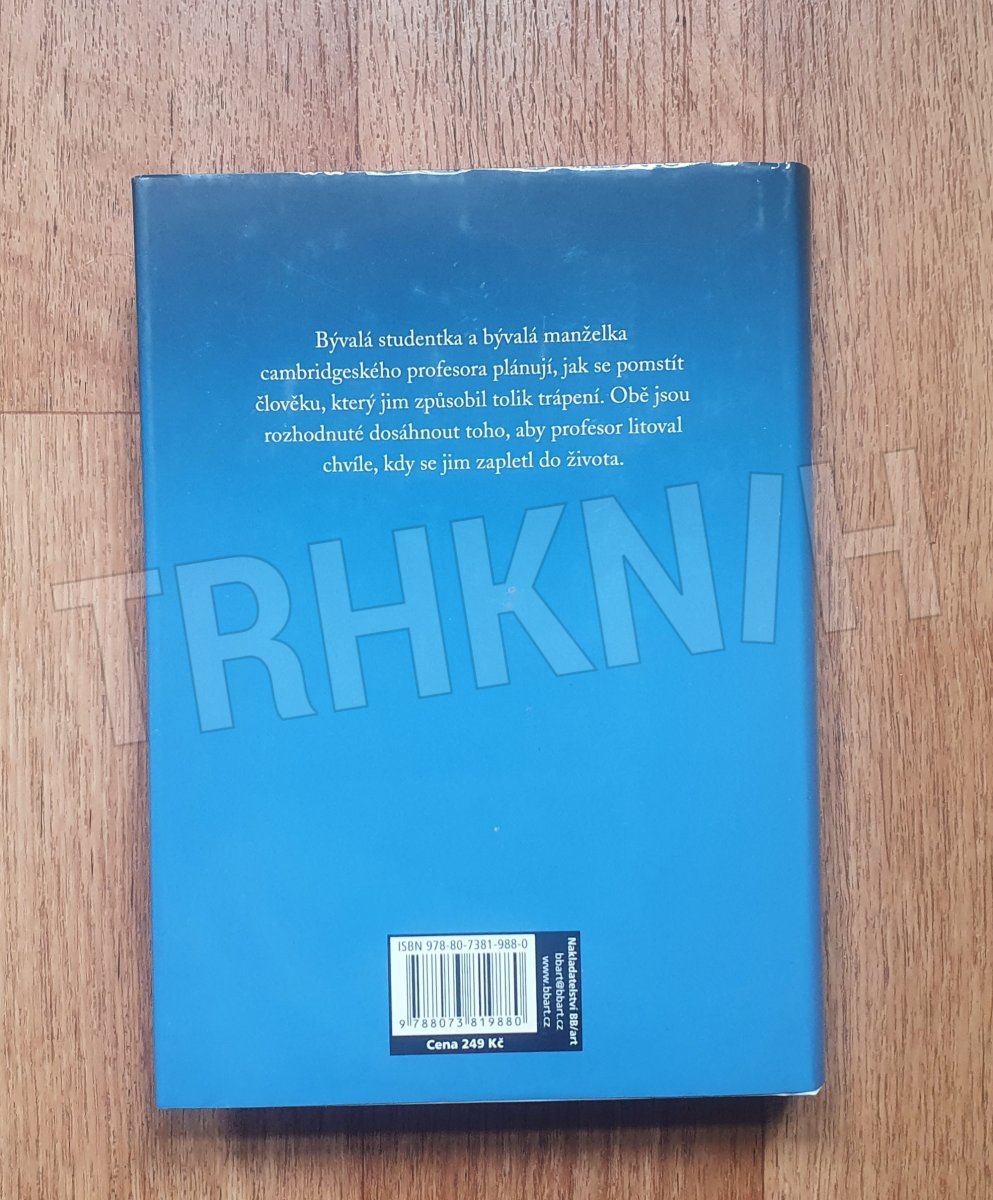 Bývalá studentka a bývalá manželka
cambridgeského profesora plánují, jak se pomstít
člověku, který jim způsobil tolik trápení. Obě jsou
rozhodnuté dosáhnout toho, aby profesor litoval
chvíle, kdy se jim zapletl do života.
TRHKNIH
ISBN 978-80-7381-988-0
9 788073 819880
Cena 249 Kč
Nakladatelství BB/art
bbart@bbart.cz
www.bbart.cz